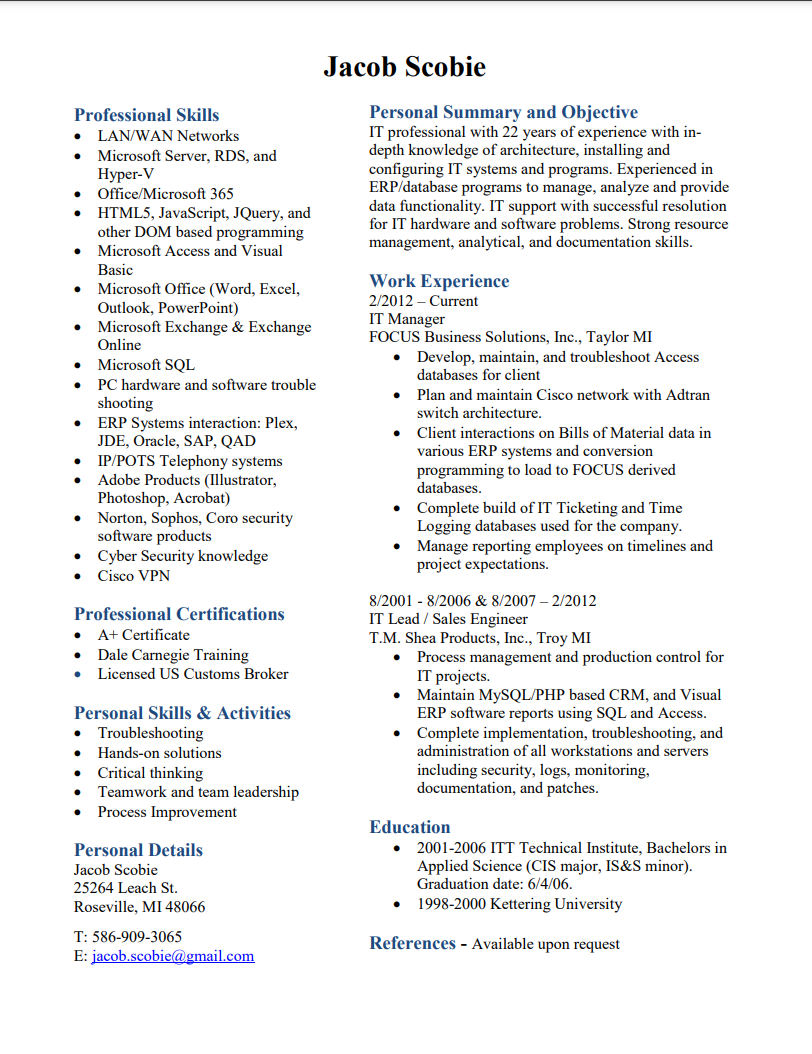 Jacob Scobie
Professional Skills
• LAN/WAN Networks
• Microsoft Server, RDS, and
Hyper-V
• Office/Microsoft 365
• HTML5, JavaScript, JQuery, and
other DOM based programming
• Microsoft Access and Visual
Basic
• Microsoft Office (Word, Excel,
Outlook, PowerPoint)
• Microsoft Exchange & Exchange
Online
• Microsoft SQL
• PC hardware and software trouble
shooting
• ERP Systems interaction: Plex,
JDE, Oracle, SAP, QAD
• IP/POTS Telephony systems
• Adobe Products (Illustrator,
Photoshop, Acrobat)
• Norton, Sophos, Coro security
software products
• Cyber Security knowledge
• Cisco VPN
Professional Certifications
• A+ Certificate
• Dale Carnegie Training
• Licensed US Customs Broker
Personal Skills & Activities
• Troubleshooting
• Hands-on solutions
• Critical thinking
• Teamwork and team leadership
• Process Improvement
Personal Details
Jacob Scobie
25264 Leach St.
Roseville, MI 48066
T: 586-909-3065
E: jacob.scobie@gmail.com
Personal Summary and Objective
IT professional with 22 years of experience with in-
depth knowledge of architecture, installing and
configuring IT systems and programs. Experienced in
ERP/database programs to manage, analyze and provide
data functionality. IT support with successful resolution
for IT hardware and software problems. Strong resource
management, analytical, and documentation skills.
Work Experience
2/2012 – Current
IT Manager
FOCUS Business Solutions, Inc., Taylor MI
• Develop, maintain, and troubleshoot Access
databases for client
• Plan and maintain Cisco network with Adtran
switch architecture.
• Client interactions on Bills of Material data in
various ERP systems and conversion
programming to load to FOCUS derived
databases.
• Complete build of IT Ticketing and Time
Logging databases used for the company.
• Manage reporting employees on timelines and
project expectations.
8/2001 - 8/2006 & 8/2007 – 2/2012
IT Lead / Sales Engineer
T.M. Shea Products, Inc., Troy MI
• Process management and production control for
IT projects.
• Maintain MySQL/PHP based CRM, and Visual
ERP software reports using SQL and Access.
• Complete implementation, troubleshooting, and
administration of all workstations and servers
including security, logs, monitoring,
documentation, and patches.
Education
• 2001-2006 ITT Technical Institute, Bachelors in
Applied Science (CIS major, IS&S minor).
Graduation date: 6/4/06.
• 1998-2000 Kettering University
References - Available upon request